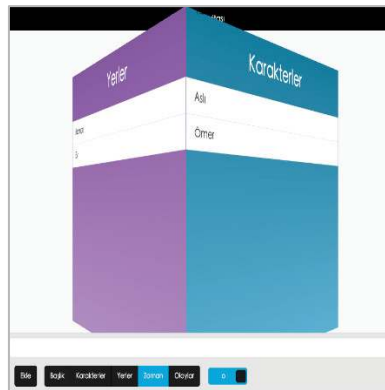 Yerler
Karakterler
Aslı
Ömer
Ekle
Başlık Karakterler Yerler Zaman Olaylar